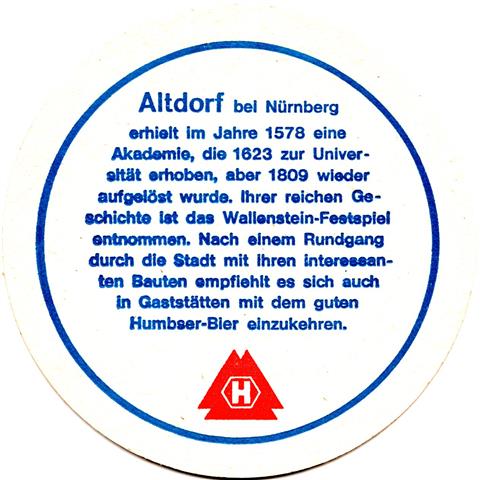 Altdorf bei Nürnberg
erhielt im Jahre 1578 eine
Akademie, die 1623 zur Univer-
sität erhoben, aber 1809 wieder
aufgelöst wurde. Ihrer reichen Ge-
schichte ist das Wallenstein-Festspiel
entnommen. Nach einem Rundgang
durch die Stadt mit ihren interessan-
ten Bauten empfiehlt es sich auch
in Gaststätten mit dem guten
Humbser-Bier einzukehren.
H